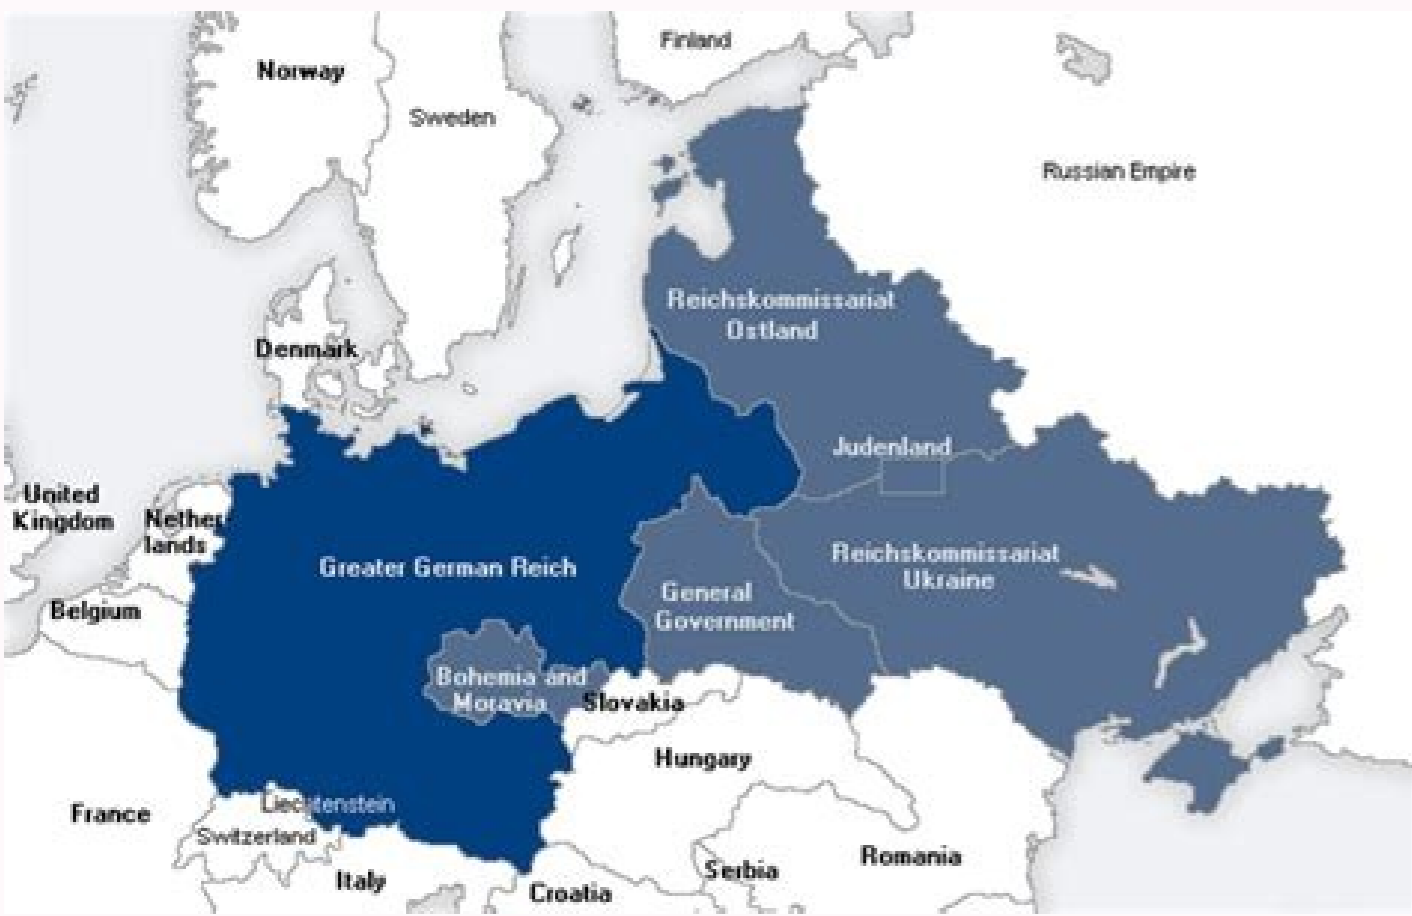 Finland
Norway
Sweden
Russian Empire
Reichskommissariat
Ostland
Denmark
Judenland
United
Kingdom
Nether
lands
Greater German Reich
Reichskommissariat
Ukraine
General
Government
Belgium
Bohemia and
Moravia
Slovakia
Hungary
Liechtenstein
France
Switzerland
Romania
Serbia
Italy
Croatia